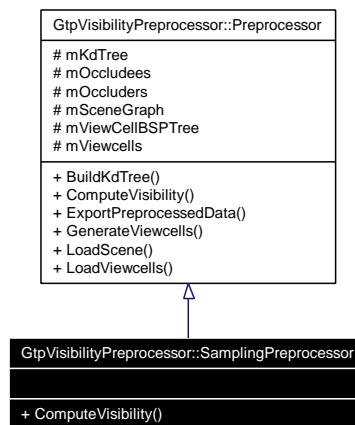 GtpVisibilityPreprocessor::Preprocessor
# mKdTree
# mOccludees
# mOccluders
# mSceneGraph
# mViewCellBSPTree
# mViewcells
+ BuildKdTree()
+ ComputeVisibility()
+ ExportPreprocessedData()
+ GenerateViewcells()
+ LoadScene()
+ LoadViewcells()
GtpVisibilityPreprocessor::SamplingPreprocessor
+ ComputeVisibility()